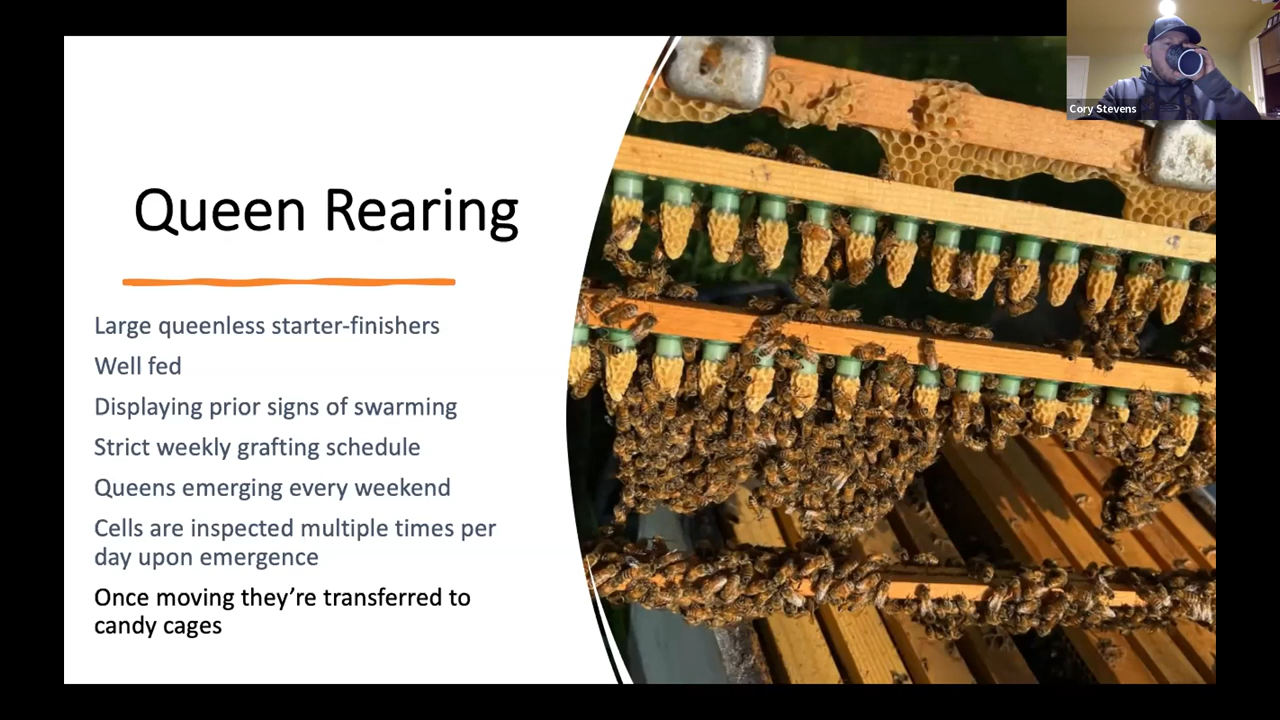 Cory Stevens
Queen Rearing
Large queenless starter-finishers
Well fed
Displaying prior signs of swarming
Strict weekly grafting schedule
Queens emerging every weekend
Cells are inspected multiple times per
day upon emergence
Once moving they’re transferred to
candy cages